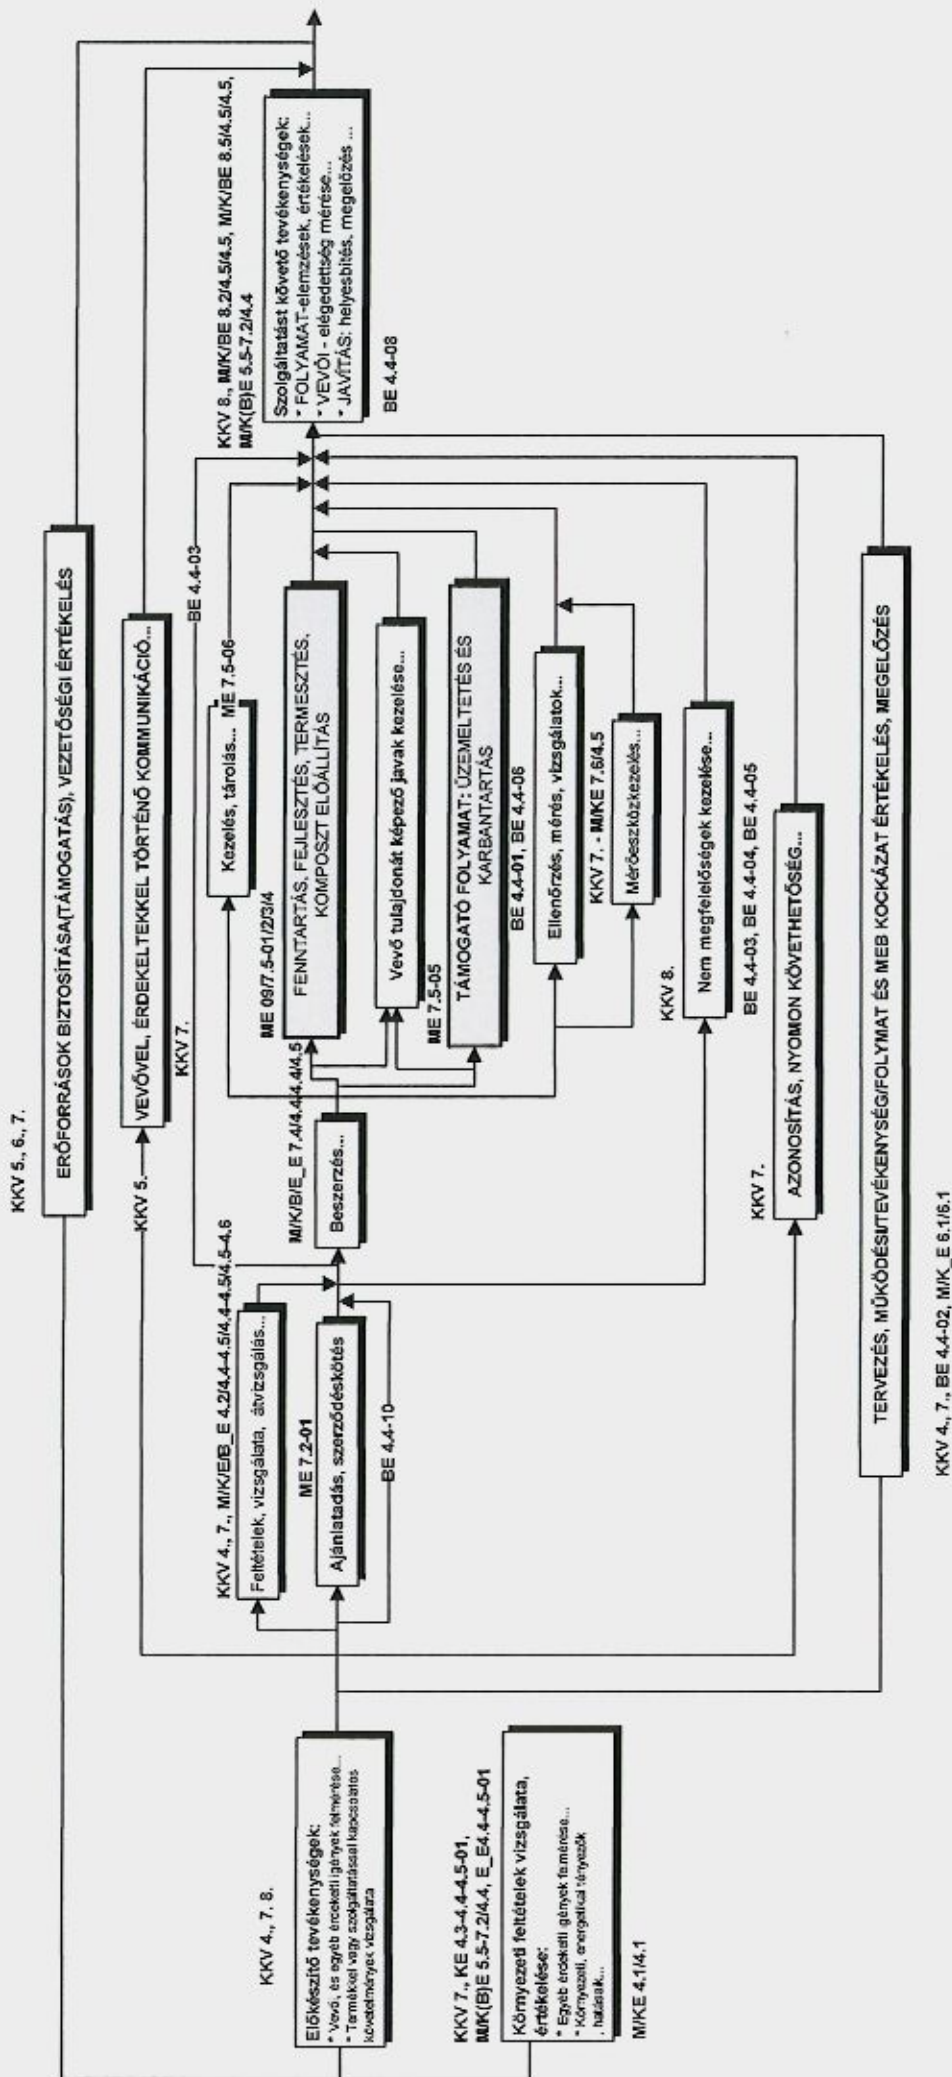 KKV 5., 6., 7.
ERŐFORRÁSOK BIZTOSÍTÁSA(TÁMOGATÁS), VEZETŐSÉGI ÉRTÉKELÉS
KKV 5.
VEVŐVEL, ÉRDEKELTEKKEL TÖRTÉNŐ KOMMUNIKÁCIÓ...
KKV 7.
BE 4.4-03
KKV 4., 7. 8.
Előkészítő tevékenységek:
* Vevői, és egyéb érdekelti igények felmérése...
* Termékkel vagy szolgáltatással kapcsolatos
követelmények vizsgálata
KKV 7., KE 4.3-4.4-4.5-01,
M/K(B)E 5.5-7.2/4.4, E_E4.4-4.5-01
Környezeti feltételek vizsgálata,
értékelése:
* Egyéb érdekelti igények felmérése...
* Környezeti, energetikai tényezők
, hatásaik...
M/KE 4.1/4.1
KKV 4., 7., M/K/E/B_E 4.2/4.4-4.5/4.4-4.5/4.5-4.6
Feltételek, vizsgálata, átvizsgálás...
ME 7.2-01
Ajánlatadás, szerződéskötés
BE 4.4-10
M/K/B/E_E 7.4/4.4/4.4/4.5
Beszerzés...
Kezelés, tárolás...
ME 7.5-06
ME 09/7.5-01/2/3/4
FENNTARTÁS, FEJLESZTÉS, TERMESZTÉS,
KOMPOSZT ELŐÁLLÍTÁS
Vevő tulajdonát képező javak kezelése...
ME 7.5-05
TÁMOGATÓ FOLYAMAT: ÜZEMELTETÉS ÉS
KARBANTARTÁS
BE 4.4-01, BE 4.4-06
Ellenőrzés, mérés, vizsgálatok...
KKV 7. - M/KE 7.6/4.5
Mérőeszközkezelés...
KKV 8.
Nem megfelelőségek kezelése...
BE 4.4-03, BE 4.4-04, BE 4.4-05
KKV 7.
AZONOSÍTÁS, NYOMON KÖVETHETŐSÉG...
TERVEZÉS, MŰKÖDÉSI/TEVÉKENYSÉG/FOLYMAT ÉS MEB KOCKÁZAT ÉRTÉKELÉS, MEGELŐZÉS
KKV 4., 7., BE 4.4-02, M/K_E 6.1/6.1
KKV 8., M/K/BE 8.2/4.5/4.5, M/K/BE 8.5/4.5/4.5,
M/K(B)E 5.5-7.2/4.4
Szolgáltatást követő tevékenységek:
* FOLYAMAT-elemzések, értékelések...
* VEVŐI - elégedettség mérése...
* JAVÍTÁS: helyesbítés, megelőzés ...
BE 4.4-08